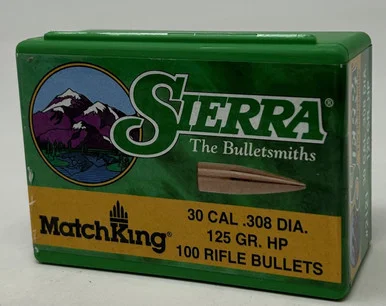 SIERRA®
The Bulletsmiths
MatchKing®
30 CAL .308 DIA.
125 GR. HP
100 RIFLE BULLETS